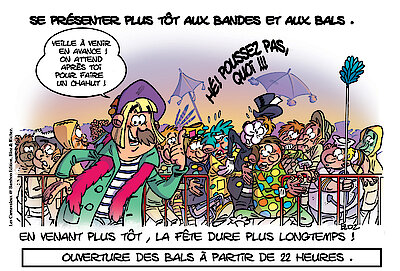 SE PRÉSENTER PLUS TÔT AUX BANDES ET AUX BALS .
VEILLE À VENIR
EN AVANCE ! ON
ATTEND
APRÈS TOI
POUR FAIRE
UN CHAHUT !
HÉ! POUSSEZ PAS,
QUOI !!!
EN VENANT PLUS TÔT , LA FÊTE DURE PLUS LONGTEMPS !
OUVERTURE DES BALS À PARTIR DE 22 HEURES .